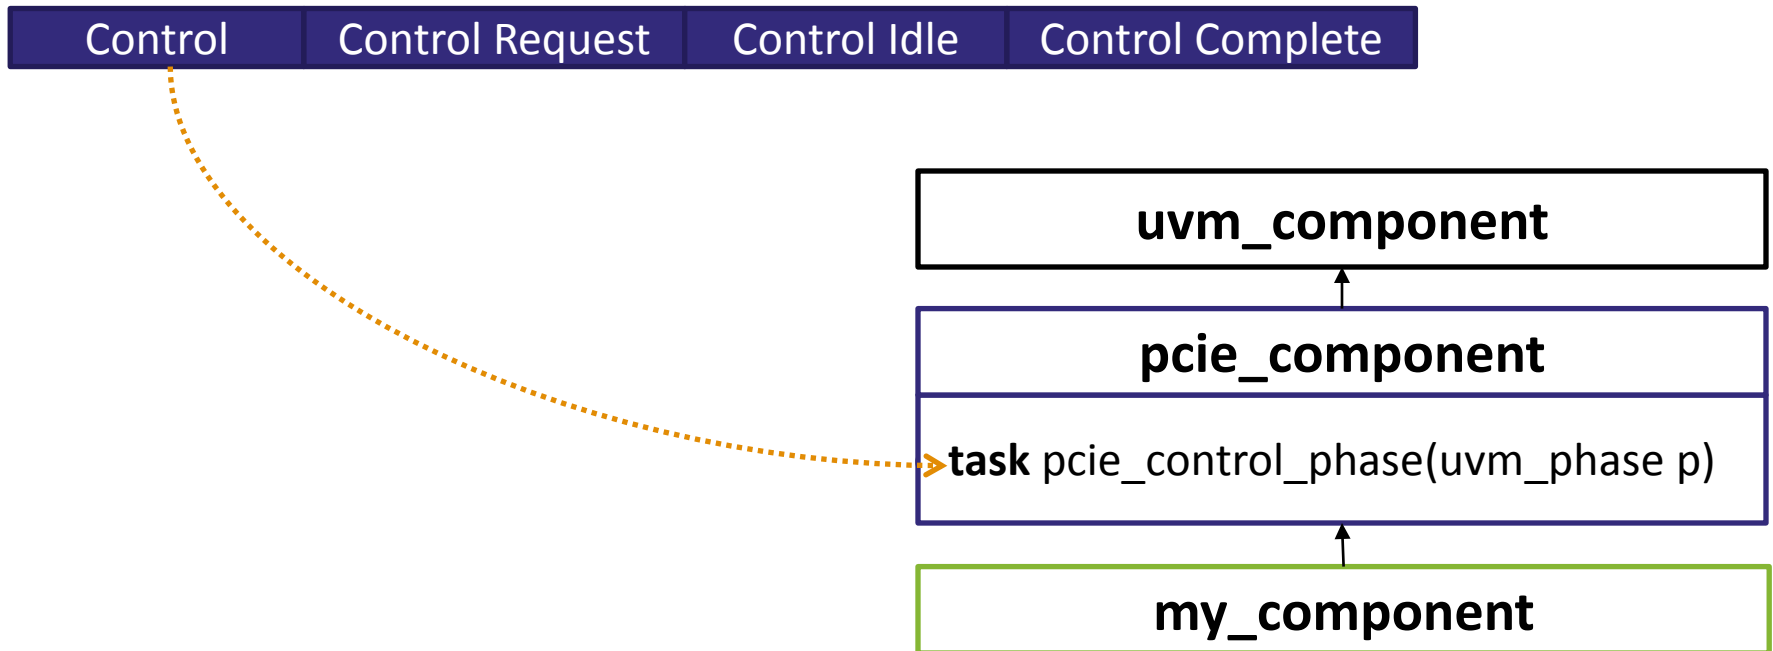 Control Control Request Control Idle Control Complete
uvm_component
pcie_component
task pcie_control_phase(uvm_phase p)
my_component